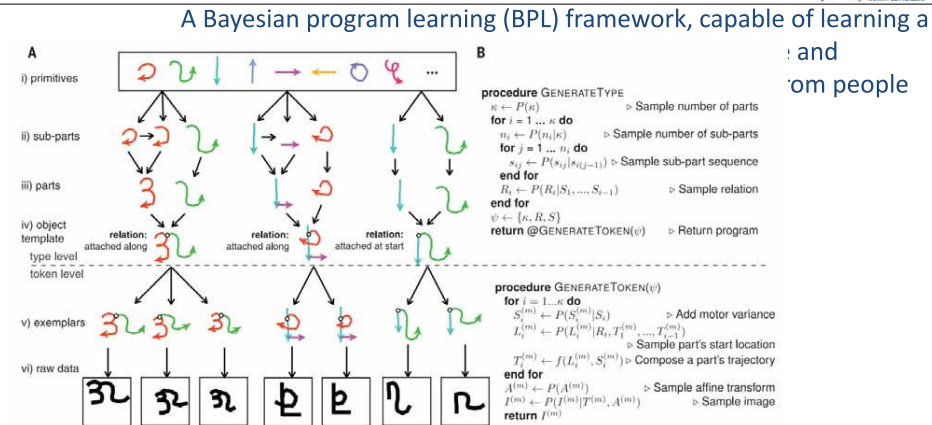 A Bayesian program learning (BPL) framework, capable of learning a
and
from people
A
i) primitives
...
ii) sub-parts
iii) parts
iv) object
template
relation:
attached along
relation:
attached along
relation:
attached at start
type level
token level
v) exemplars
vi) raw data
B
procedure GENERATETYPE
κ ← P(κ) ▷ Sample number of parts
for i = 1 ... κ do
n_i ← P(n_i|κ) ▷ Sample number of sub-parts
for j = 1 ... n_i do
s_ij ← P(s_ij|s_i(j−1)) ▷ Sample sub-part sequence
end for
R_i ← P(R_i|S_1, ..., S_i−1) ▷ Sample relation
end for
ψ ← {κ, R, S}
return @GENERATETOKEN(ψ) ▷ Return program
procedure GENERATETOKEN(ψ)
for i = 1...κ do
S_i^(m) ← P(S_i^(m)|S_i) ▷ Add motor variance
L_i^(m) ← P(L_i^(m)|R_i, T_1^(m), ..., T_i−1^(m))
▷ Sample part's start location
T_i^(m) ← f(L_i^(m), S_i^(m)) ▷ Compose a part's trajectory
end for
A^(m) ← P(A^(m)) ▷ Sample affine transform
I^(m) ← P(I^(m)|T^(m), A^(m)) ▷ Sample image
return I^(m)